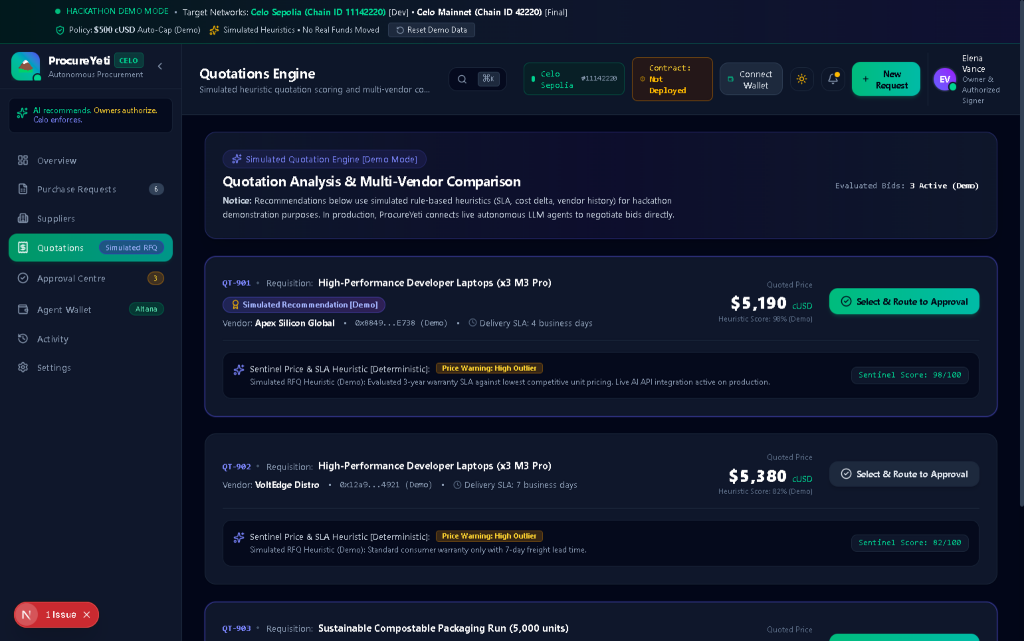 HACKATHON DEMO MODE • Target Networks: Celo Sepolia (Chain ID 11142220) [Dev] • Celo Mainnet (Chain ID 42220) [Final]
Policy: $500 cUSD Auto-Cap (Demo) Simulated Heuristics • No Real Funds Moved Reset Demo Data
ProcureYeti CELO
Autonomous Procurement
AI recommends. Owners authorize. Celo enforces.
Overview
Purchase Requests 6
Suppliers
Quotations Simulated RFQ
Approval Centre 3
Agent Wallet Altana
Activity
Settings
N 1 Issue
Quotations Engine
Simulated heuristic quotation scoring and multi-vendor co...
⌘K
Celo Sepolia #11142220
Contract: Not Deployed
Connect Wallet
New Request
EV
Elena Vance
Owner & Authorized Signer
Simulated Quotation Engine [Demo Mode]
Quotation Analysis & Multi-Vendor Comparison
Notice: Recommendations below use simulated rule-based heuristics (SLA, cost delta, vendor history) for hackathon
demonstration purposes. In production, ProcureYeti connects live autonomous LLM agents to negotiate bids directly.
Evaluated Bids: 3 Active (Demo)
QT-901 • Requisition: High-Performance Developer Laptops (x3 M3 Pro)
Simulated Recommendation [Demo]
Vendor: Apex Silicon Global • 0x8849...E738 (Demo) • Delivery SLA: 4 business days
Quoted Price
$5,190 cUSD
Heuristic Score: 98% (Demo)
Select & Route to Approval
Sentinel Price & SLA Heuristic [Deterministic]: Price Warning: High Outlier
Simulated RFQ Heuristic (Demo): Evaluated 3-year warranty SLA against lowest competitive unit pricing. Live AI API integration active on production.
Sentinel Score: 98/100
QT-902 • Requisition: High-Performance Developer Laptops (x3 M3 Pro)
Vendor: VoltEdge Distro • 0x12a9...4921 (Demo) • Delivery SLA: 7 business days
Quoted Price
$5,380 cUSD
Heuristic Score: 82% (Demo)
Select & Route to Approval
Sentinel Price & SLA Heuristic [Deterministic]: Price Warning: High Outlier
Simulated RFQ Heuristic (Demo): Standard consumer warranty only with 7-day freight lead time.
Sentinel Score: 82/100
QT-903 • Requisition: Sustainable Compostable Packaging Run (5,000 units)
Quoted Price